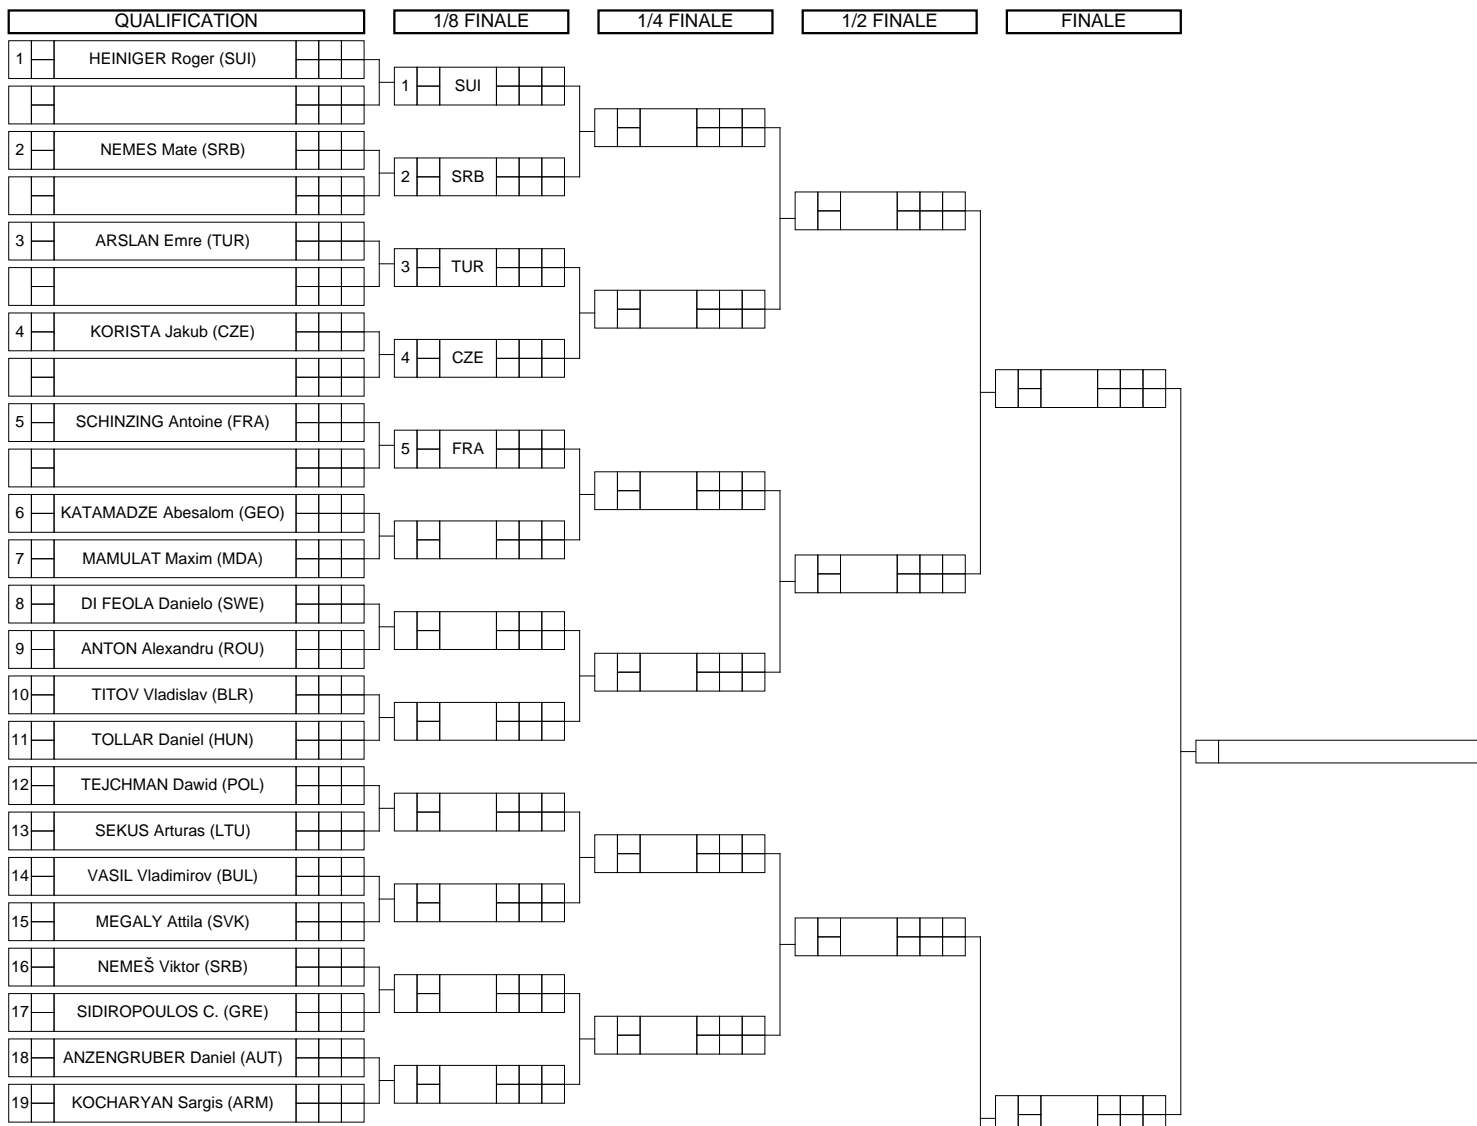 QUALIFICATION 1/8 FINALE 1/4 FINALE 1/2 FINALE FINALE
1 HEINIGER Roger (SUI)
1 SUI
2 NEMES Mate (SRB)
2 SRB
3 ARSLAN Emre (TUR)
3 TUR
4 KORISTA Jakub (CZE)
4 CZE
5 SCHINZING Antoine (FRA)
5 FRA
6 KATAMADZE Abesalom (GEO)
7 MAMULAT Maxim (MDA)
8 DI FEOLA Danielo (SWE)
9 ANTON Alexandru (ROU)
10 TITOV Vladislav (BLR)
11 TOLLAR Daniel (HUN)
12 TEJCHMAN Dawid (POL)
13 SEKUS Arturas (LTU)
14 VASIL Vladimirov (BUL)
15 MEGALY Attila (SVK)
16 NEMEŠ Viktor (SRB)
17 SIDIROPOULOS C. (GRE)
18 ANZENGRUBER Daniel (AUT)
19 KOCHARYAN Sargis (ARM)